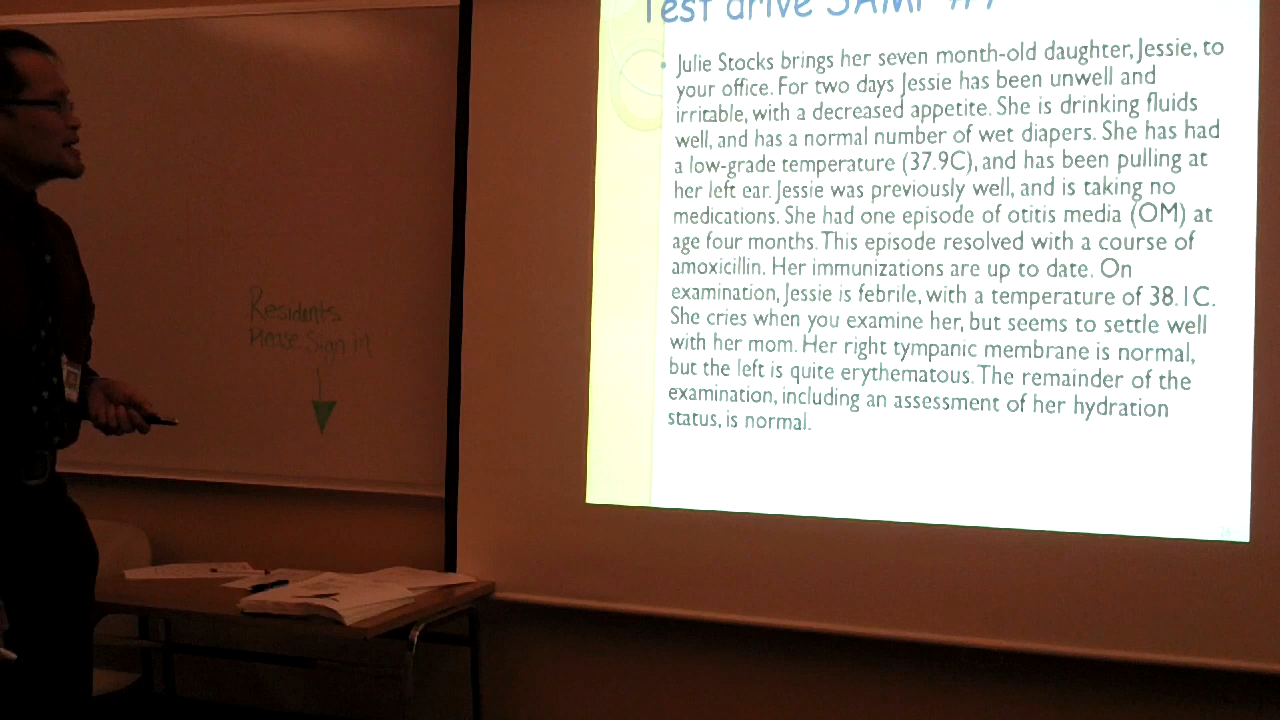 Test drive SAMP #1
Julie Stocks brings her seven month-old daughter, Jessie, to
your office. For two days Jessie has been unwell and
irritable, with a decreased appetite. She is drinking fluids
well, and has a normal number of wet diapers. She has had
a low-grade temperature (37.9C), and has been pulling at
her left ear. Jessie was previously well, and is taking no
medications. She had one episode of otitis media (OM) at
age four months. This episode resolved with a course of
amoxicillin. Her immunizations are up to date. On
examination, Jessie is febrile, with a temperature of 38.1C.
She cries when you examine her, but seems to settle well
with her mom. Her right tympanic membrane is normal,
but the left is quite erythematous. The remainder of the
examination, including an assessment of her hydration
status, is normal.
Residents
Please Sign in